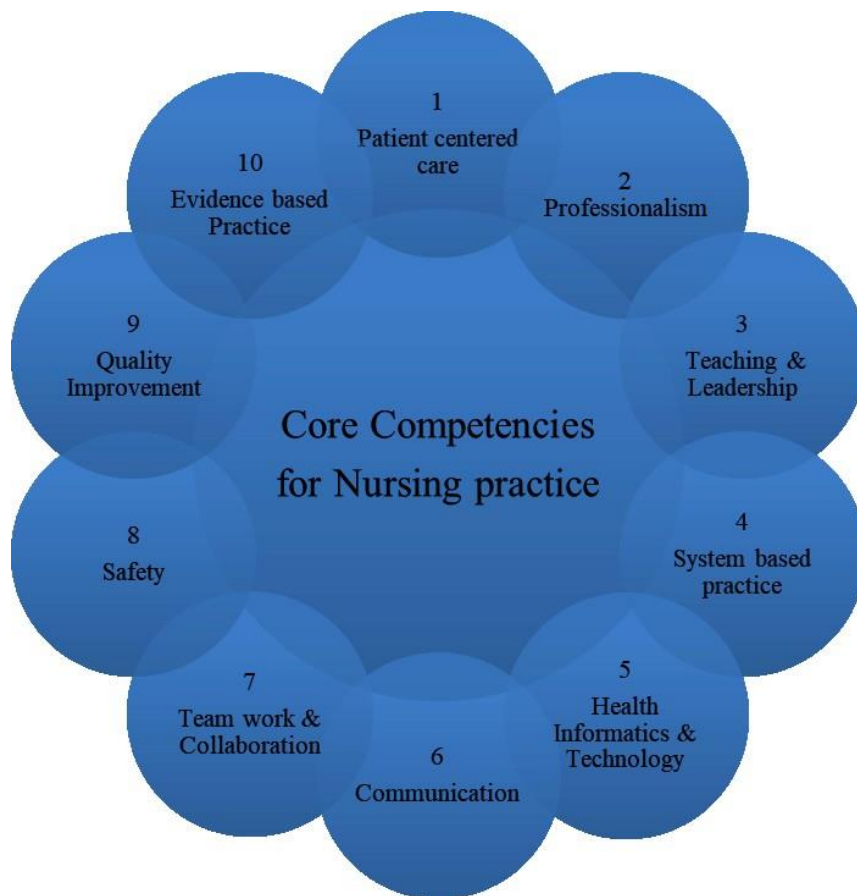 1
Patient centered
care
2
Professionalism
3
Teaching &
Leadership
4
System based
practice
5
Health
Informatics &
Technology
6
Communication
7
Team work &
Collaboration
8
Safety
9
Quality
Improvement
10
Evidence based
Practice
Core Competencies
for Nursing practice